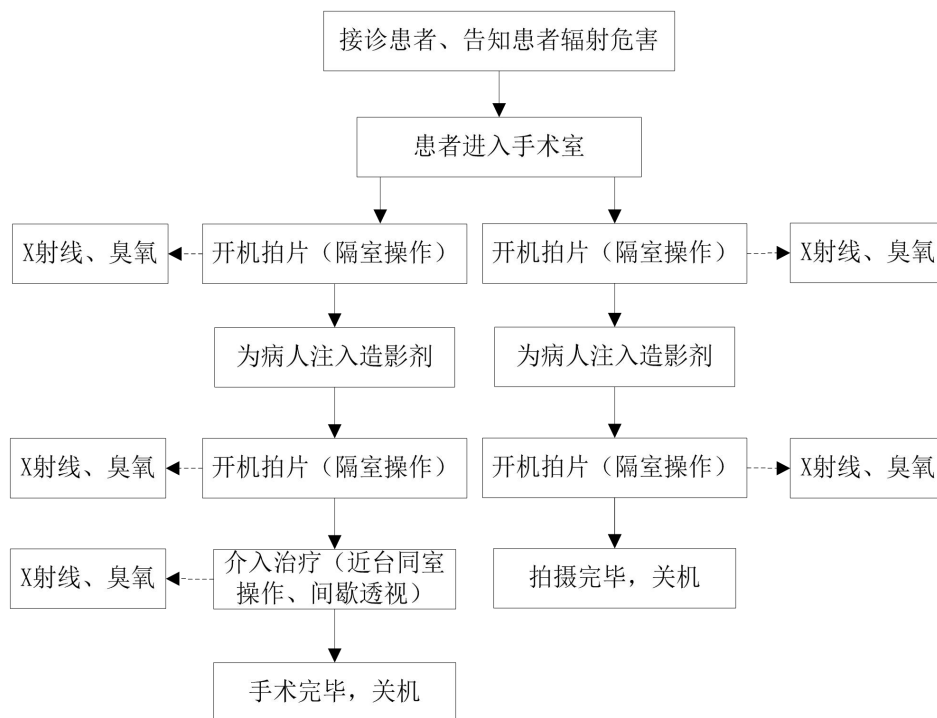 接诊患者、告知患者辐射危害
患者进入手术室
X射线、臭氧
开机拍片（隔室操作）
开机拍片（隔室操作）
X射线、臭氧
为病人注入造影剂
为病人注入造影剂
X射线、臭氧
开机拍片（隔室操作）
开机拍片（隔室操作）
X射线、臭氧
X射线、臭氧
介入治疗（近台同室
操作、间歇透视）
拍摄完毕，关机
手术完毕，关机